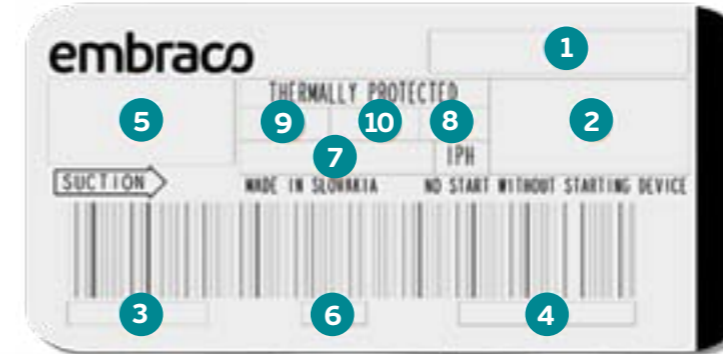 embraco
1
THERMALLY PROTECTED
5
9 10 8
2
7
1PH
SUCTION
MADE IN SLOVAKIA NO START WITHOUT STARTING DEVICE
3 6 4